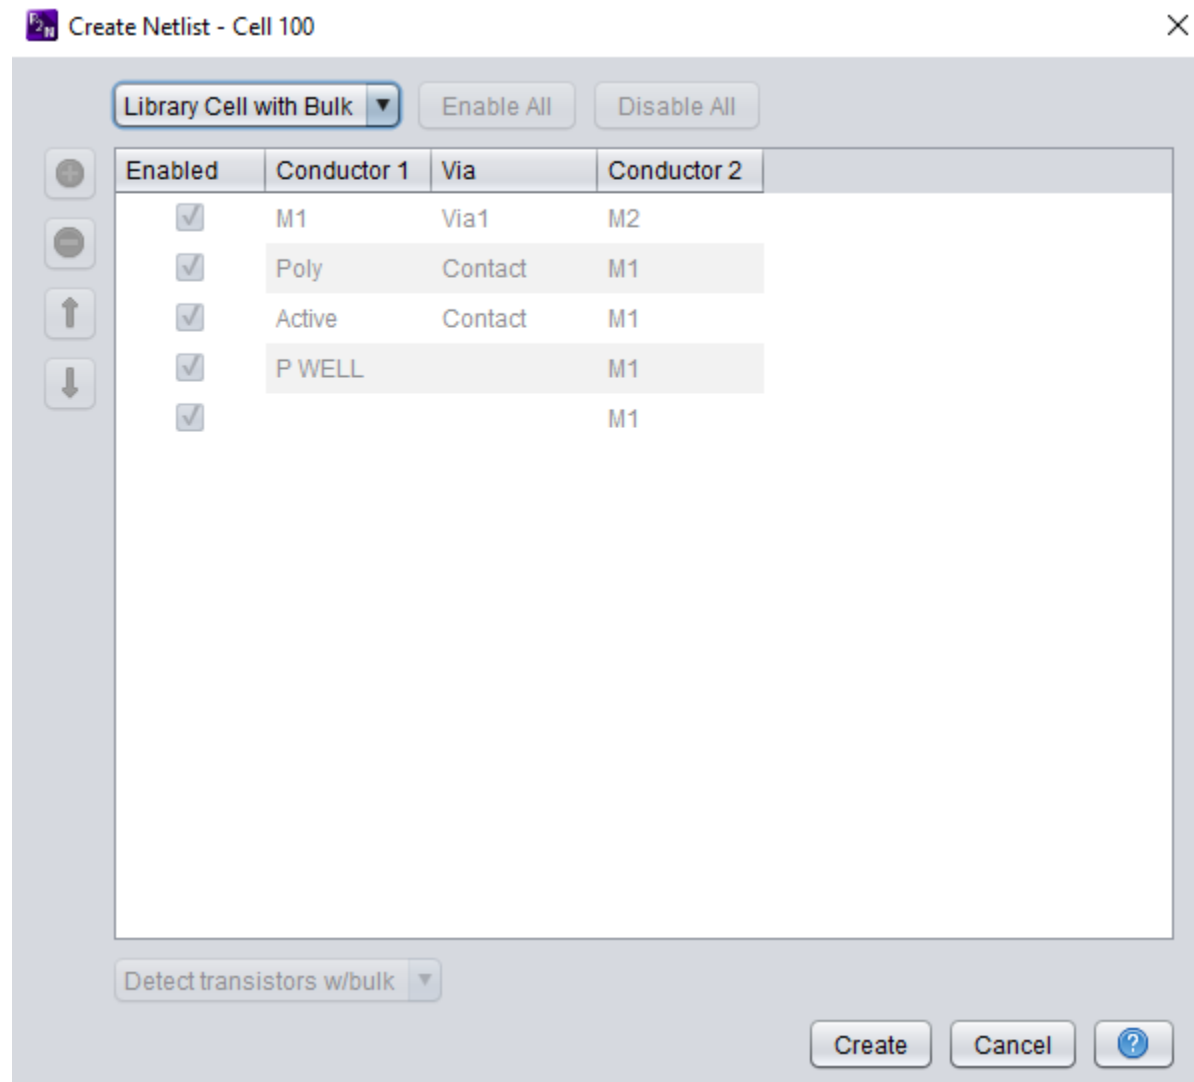 P2N Create Netlist - Cell 100
Library Cell with Bulk Enable All Disable All
Enabled Conductor 1 Via Conductor 2
M1 Via1 M2
Poly Contact M1
Active Contact M1
P WELL M1
M1
Detect transistors w/bulk
Create Cancel ?